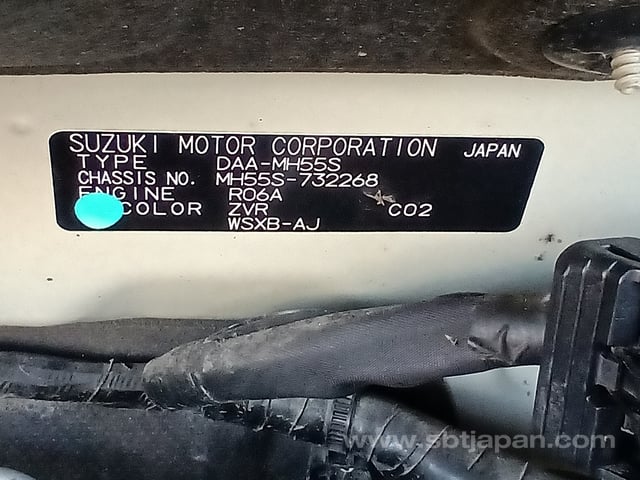 SUZUKI MOTOR CORPORATION JAPAN
TYPE DAA-MH55S
CHASSIS NO. MH55S-732268
ENGINE R06A
COLOR ZVR C02
WSXB-AJ
www.sbtjapan.com